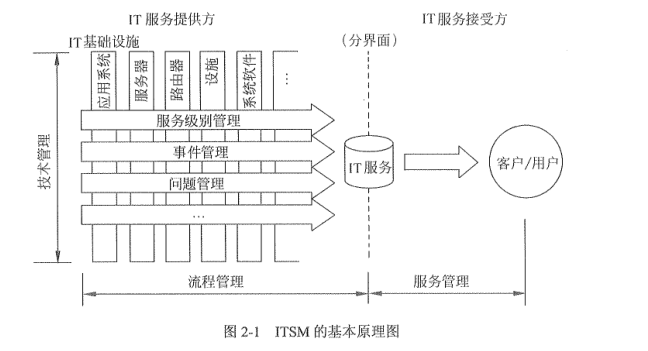 IT服务提供方
IT服务接受方
IT基础设施
(分界面)
应用系统
服务器
路由器
设施
系统软件
…
技术管理
服务级别管理
事件管理
问题管理
…
IT服务
客户/用户
流程管理
服务管理
图 2-1 ITSM 的基本原理图